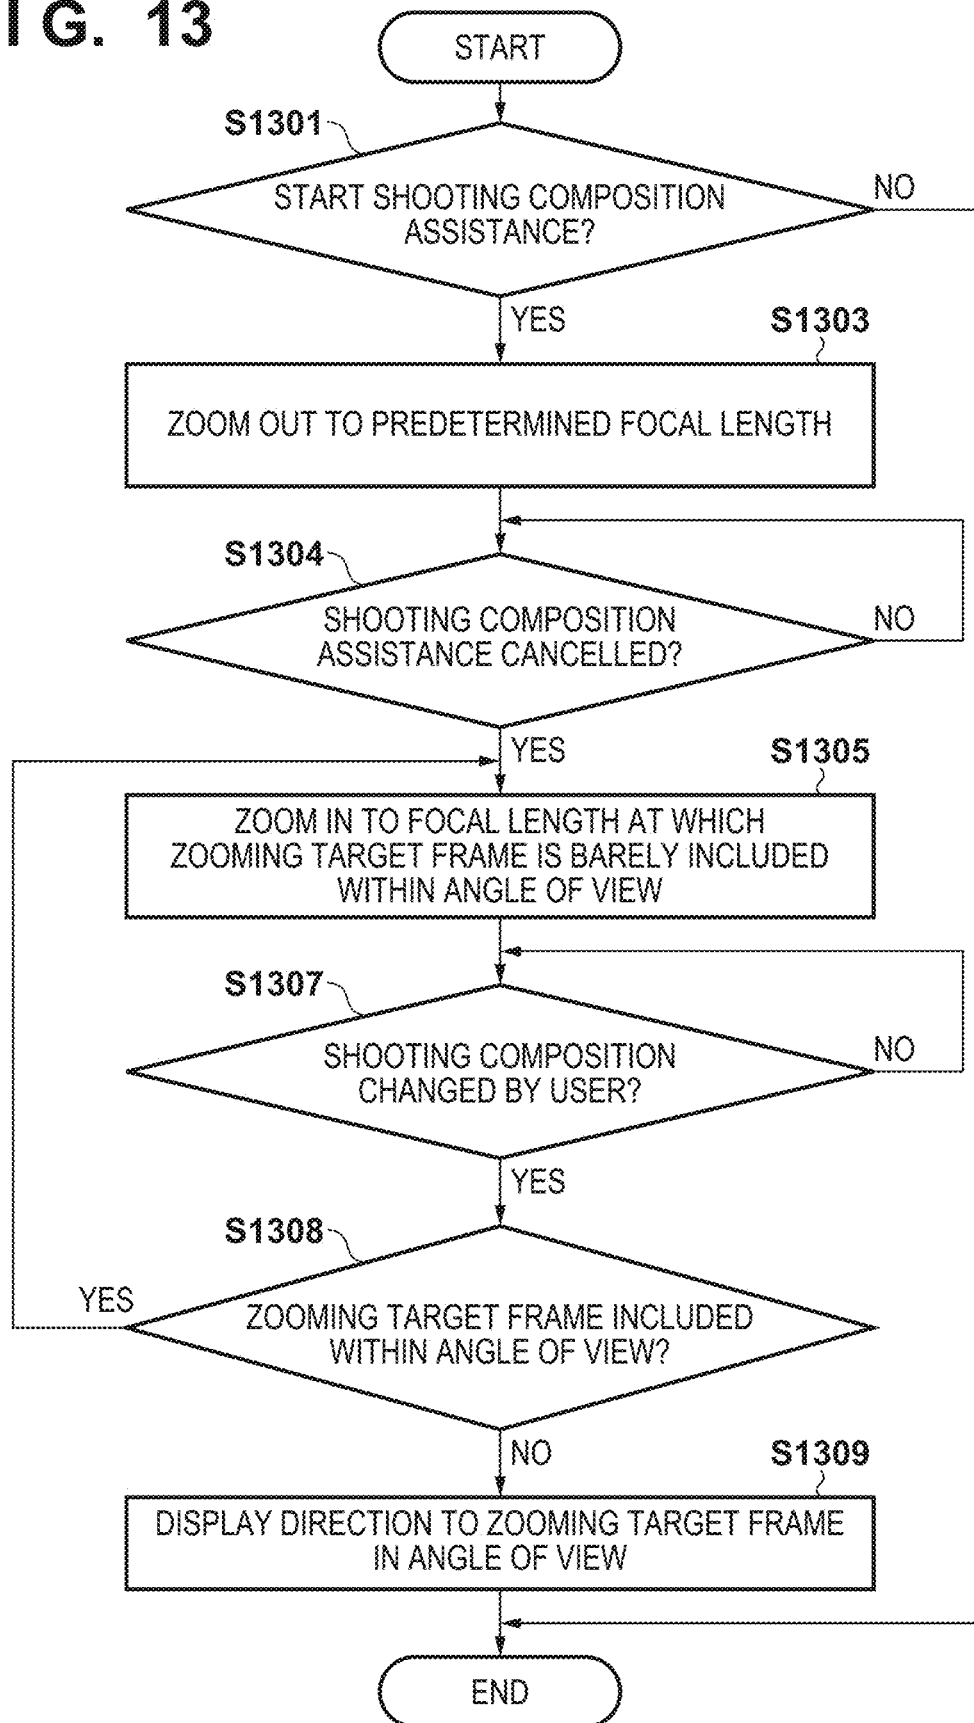 IG. 13
START
S1301
START SHOOTING COMPOSITION
ASSISTANCE?
NO
YES
S1303
ZOOM OUT TO PREDETERMINED FOCAL LENGTH
S1304
SHOOTING COMPOSITION
ASSISTANCE CANCELLED?
NO
YES
S1305
ZOOM IN TO FOCAL LENGTH AT WHICH
ZOOMING TARGET FRAME IS BARELY INCLUDED
WITHIN ANGLE OF VIEW
S1307
SHOOTING COMPOSITION
CHANGED BY USER?
NO
YES
S1308
YES
ZOOMING TARGET FRAME INCLUDED
WITHIN ANGLE OF VIEW?
NO
S1309
DISPLAY DIRECTION TO ZOOMING TARGET FRAME
IN ANGLE OF VIEW
END